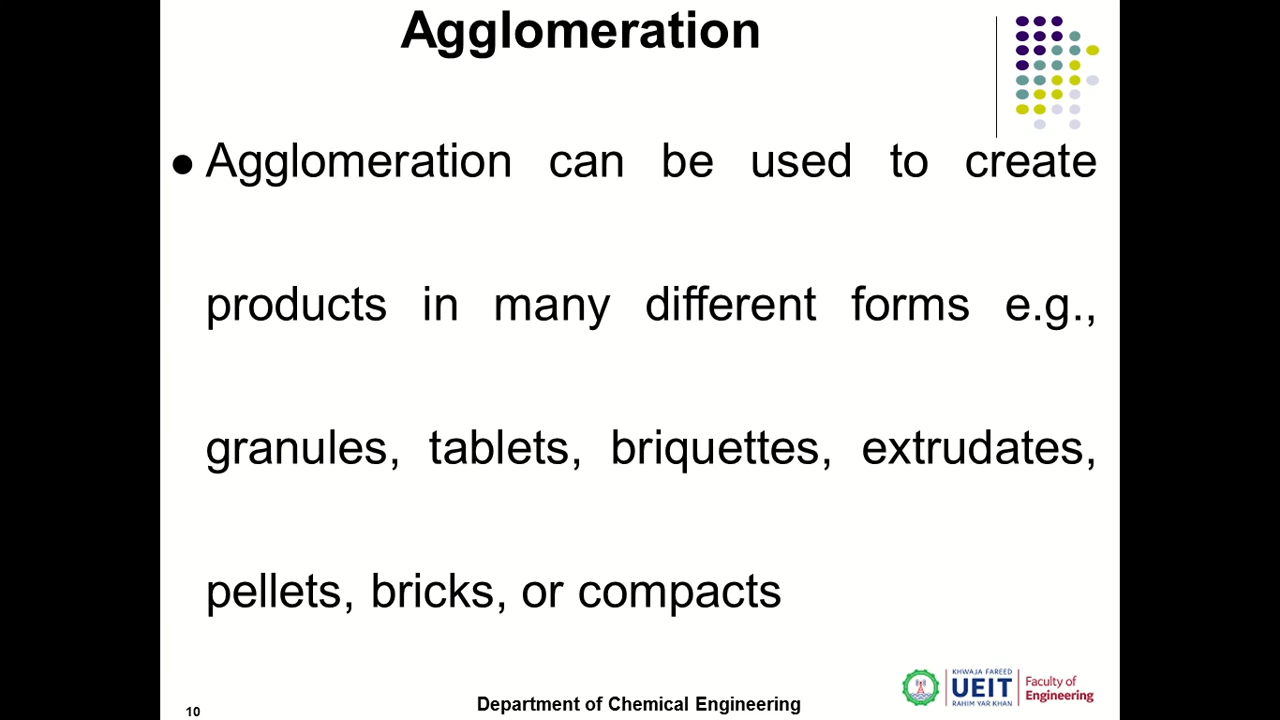 Agglomeration
● Agglomeration can be used to create
products in many different forms e.g.,
granules, tablets, briquettes, extrudates,
pellets, bricks, or compacts
10
Department of Chemical Engineering
KHWAJA FAREED
UEIT
RAHIM YAR KHAN
Faculty of
Engineering